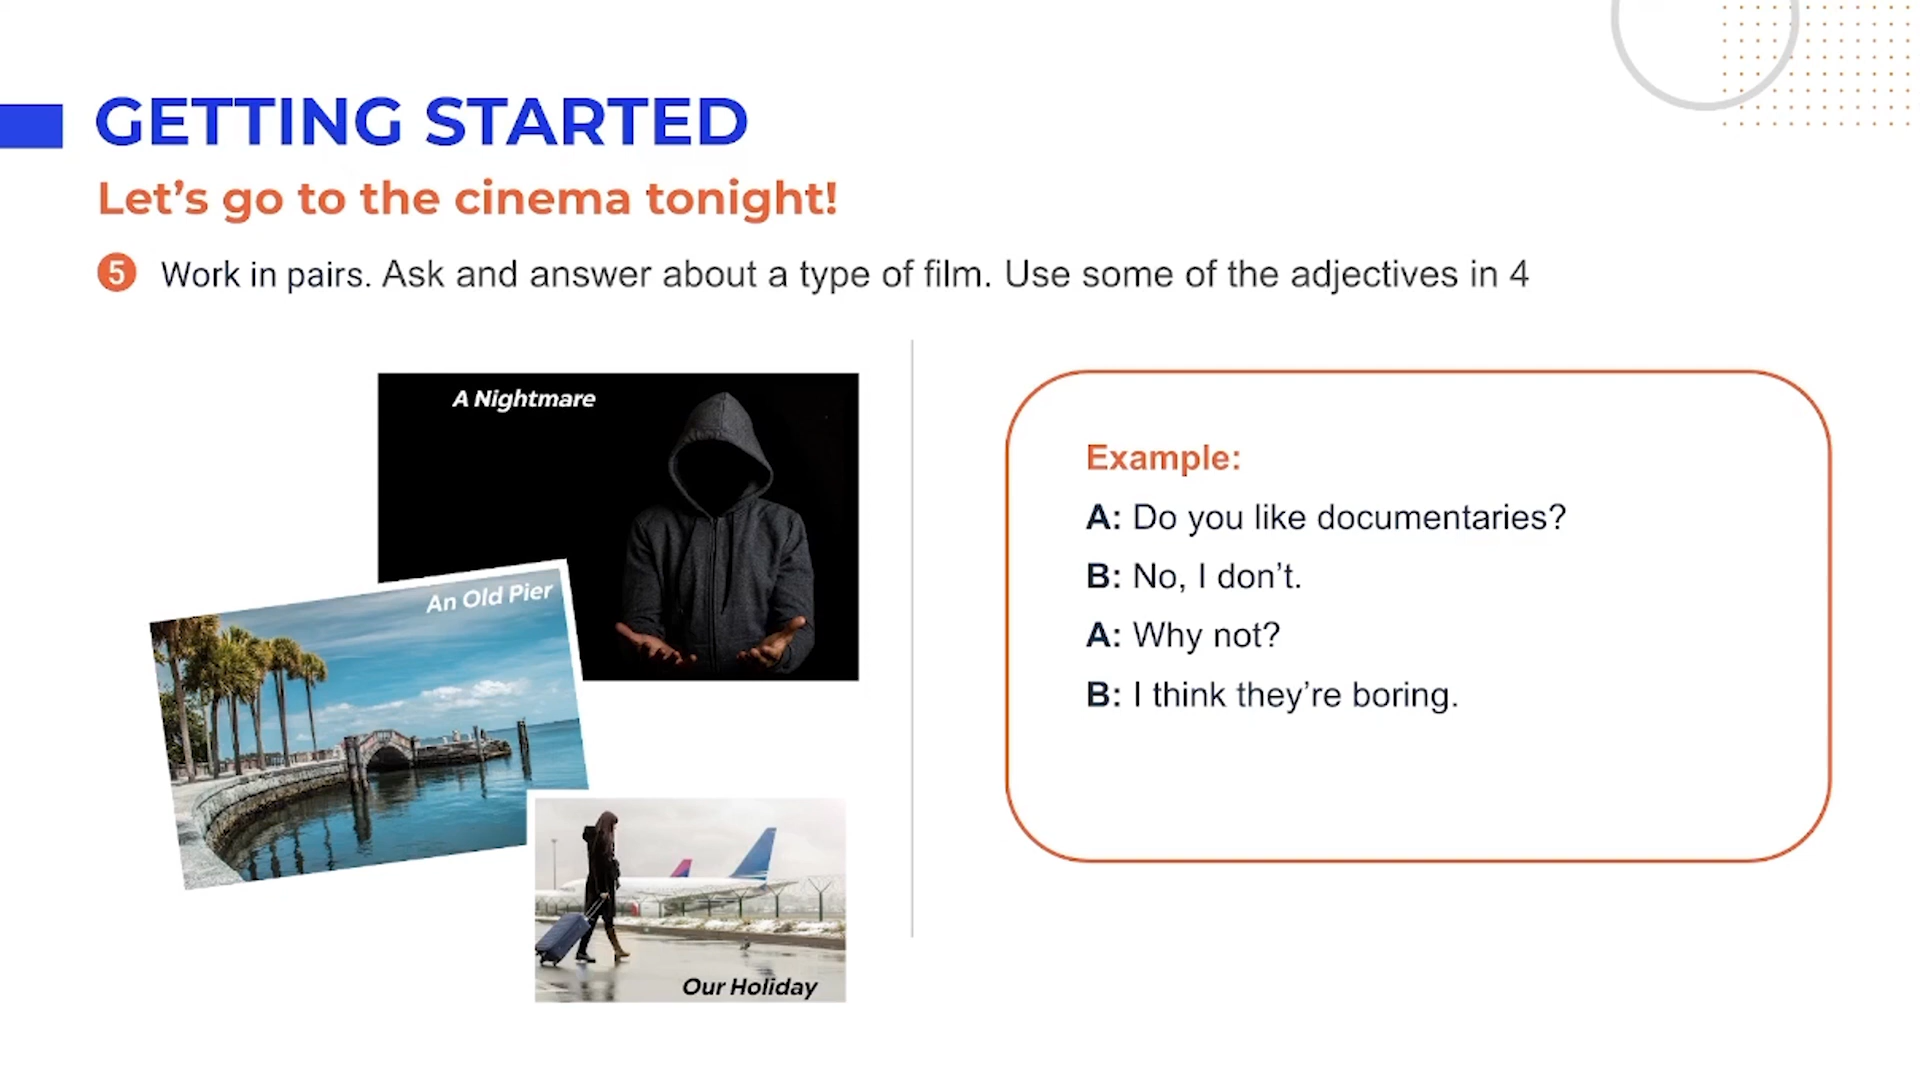 GETTING STARTED
Let's go to the cinema tonight!
5 Work in pairs. Ask and answer about a type of film. Use some of the adjectives in 4
A Nightmare
An Old Pier
Our Holiday
Example:
A: Do you like documentaries?
B: No, I don't.
A: Why not?
B: I think they're boring.